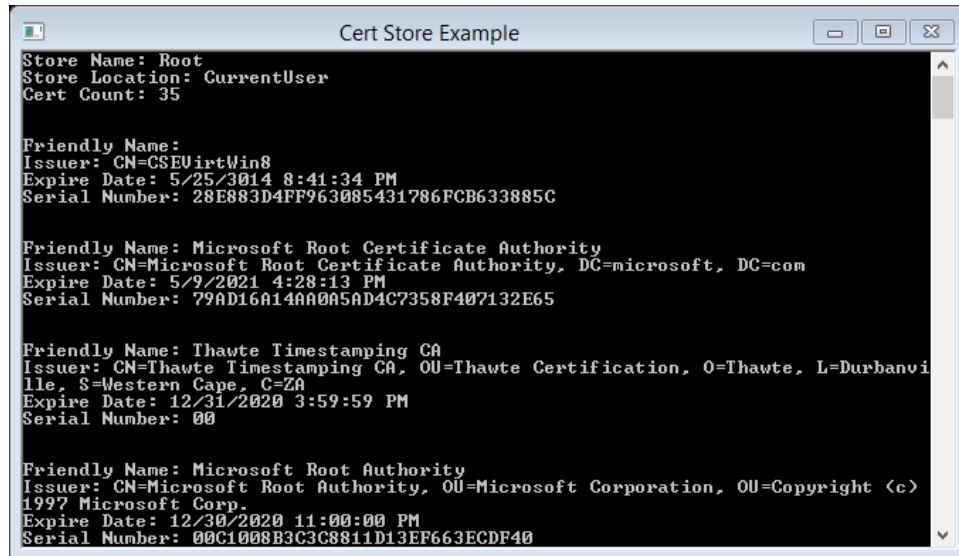 Cert Store Example
Store Name: Root
Store Location: CurrentUser
Cert Count: 35
Friendly Name:
Issuer: CN=CSEVirtWin8
Expire Date: 5/25/3014 8:41:34 PM
Serial Number: 28E883D4FF963085431786FCB633885C
Friendly Name: Microsoft Root Certificate Authority
Issuer: CN=Microsoft Root Certificate Authority, DC=microsoft, DC=com
Expire Date: 5/9/2021 4:28:13 PM
Serial Number: 79AD16A14AA0A5AD4C7358F407132E65
Friendly Name: Thawte Timestamping CA
Issuer: CN=Thawte Timestamping CA, OU=Thawte Certification, O=Thawte, L=Durbanvi
lle, S=Western Cape, C=ZA
Expire Date: 12/31/2020 3:59:59 PM
Serial Number: 00
Friendly Name: Microsoft Root Authority
Issuer: CN=Microsoft Root Authority, OU=Microsoft Corporation, OU=Copyright (c)
1997 Microsoft Corp.
Expire Date: 12/30/2020 11:00:00 PM
Serial Number: 00C1008B3C3C8811D13EF663ECDF40